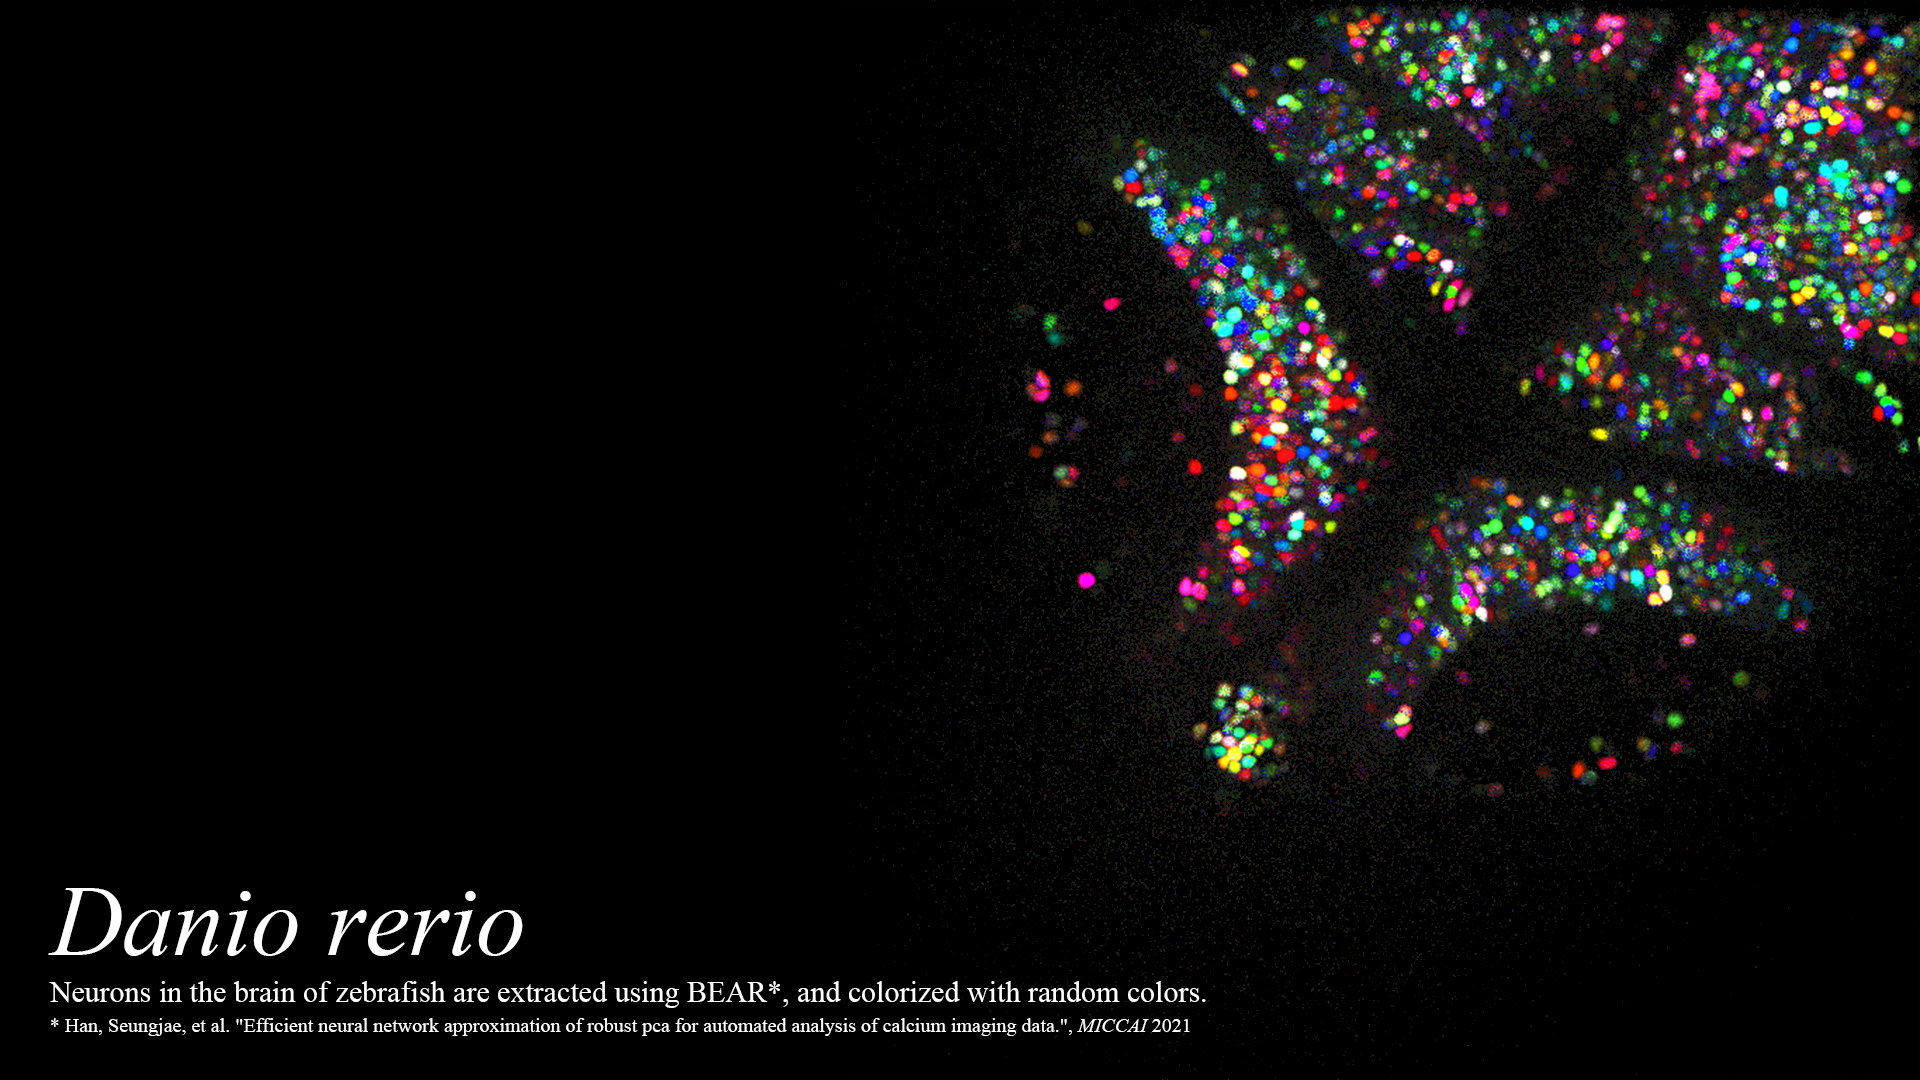 Danio rerio
Neurons in the brain of zebrafish are extracted using BEAR*, and colorized with random colors.
* Han, Seungjae, et al. "Efficient neural network approximation of robust pca for automated analysis of calcium imaging data.", MICCAI 2021